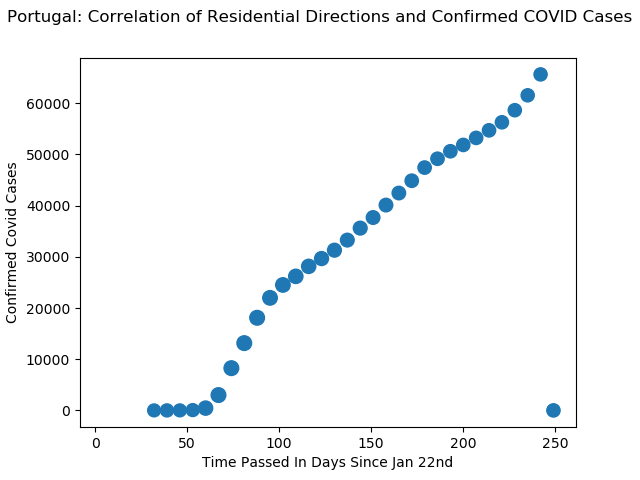 Portugal: Correlation of Residential Directions and Confirmed COVID Cases
60000
50000
40000
30000
20000
10000
0
Confirmed Covid Cases
0 50 100 150 200 250
Time Passed In Days Since Jan 22nd